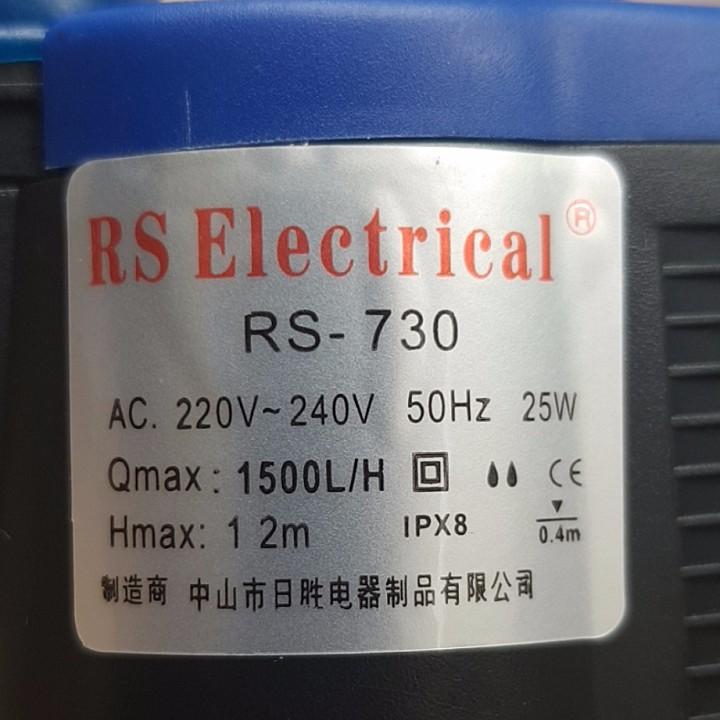 RS Electrical®
RS-730
AC. 220V~240V 50Hz 25W
Qmax: 1500L/H CE
Hmax: 1 2m IPX8 0.4m
制造商 中山市日胜电器制品有限公司